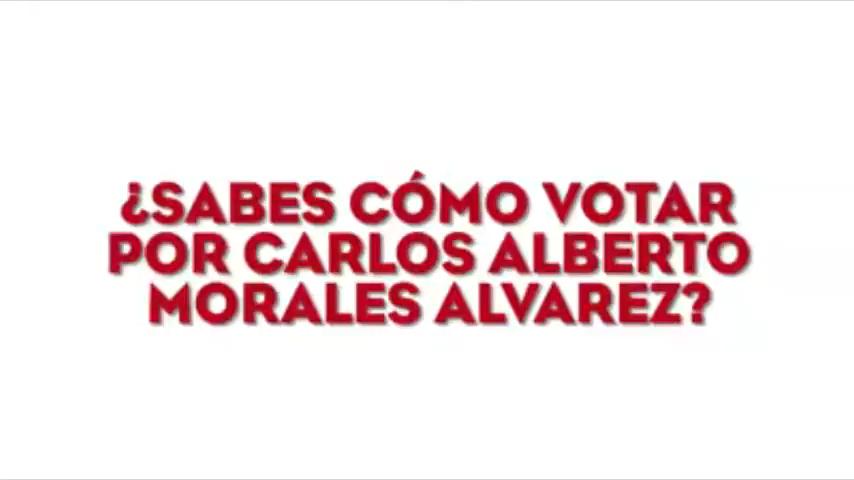 ¿SABES CÓMO VOTAR
POR CARLOS ALBERTO
MORALES ALVAREZ?